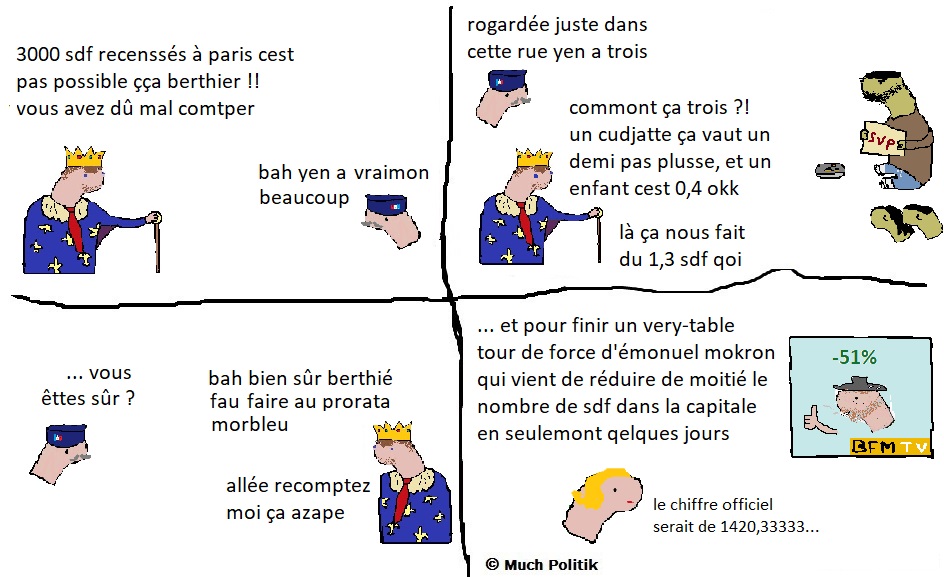 3000 sdf recenssés à paris cest
pas possible çça berthier !!
vous avez dû mal comtper
bah yen a vraimon
beaucoup
rogardée juste dans
cette rue yen a trois
commont ça trois ?!
un cudjatte ça vaut un
demi pas plusse, et un
enfant cest 0,4 okk
là ça nous fait
du 1,3 sdf qoi
SVP
... vous
êttes sûr ?
bah bien sûr berthié
fau faire au prorata
morbleu
allée recomptez
moi ça azape
... et pour finir un very-table
tour de force d'émonuel mokron
qui vient de réduire de moitié le
nombre de sdf dans la capitale
en seulemont qelques jours
-51%
BFM TV
le chiffre officiel
serait de 1420,33333...
© Much Politik